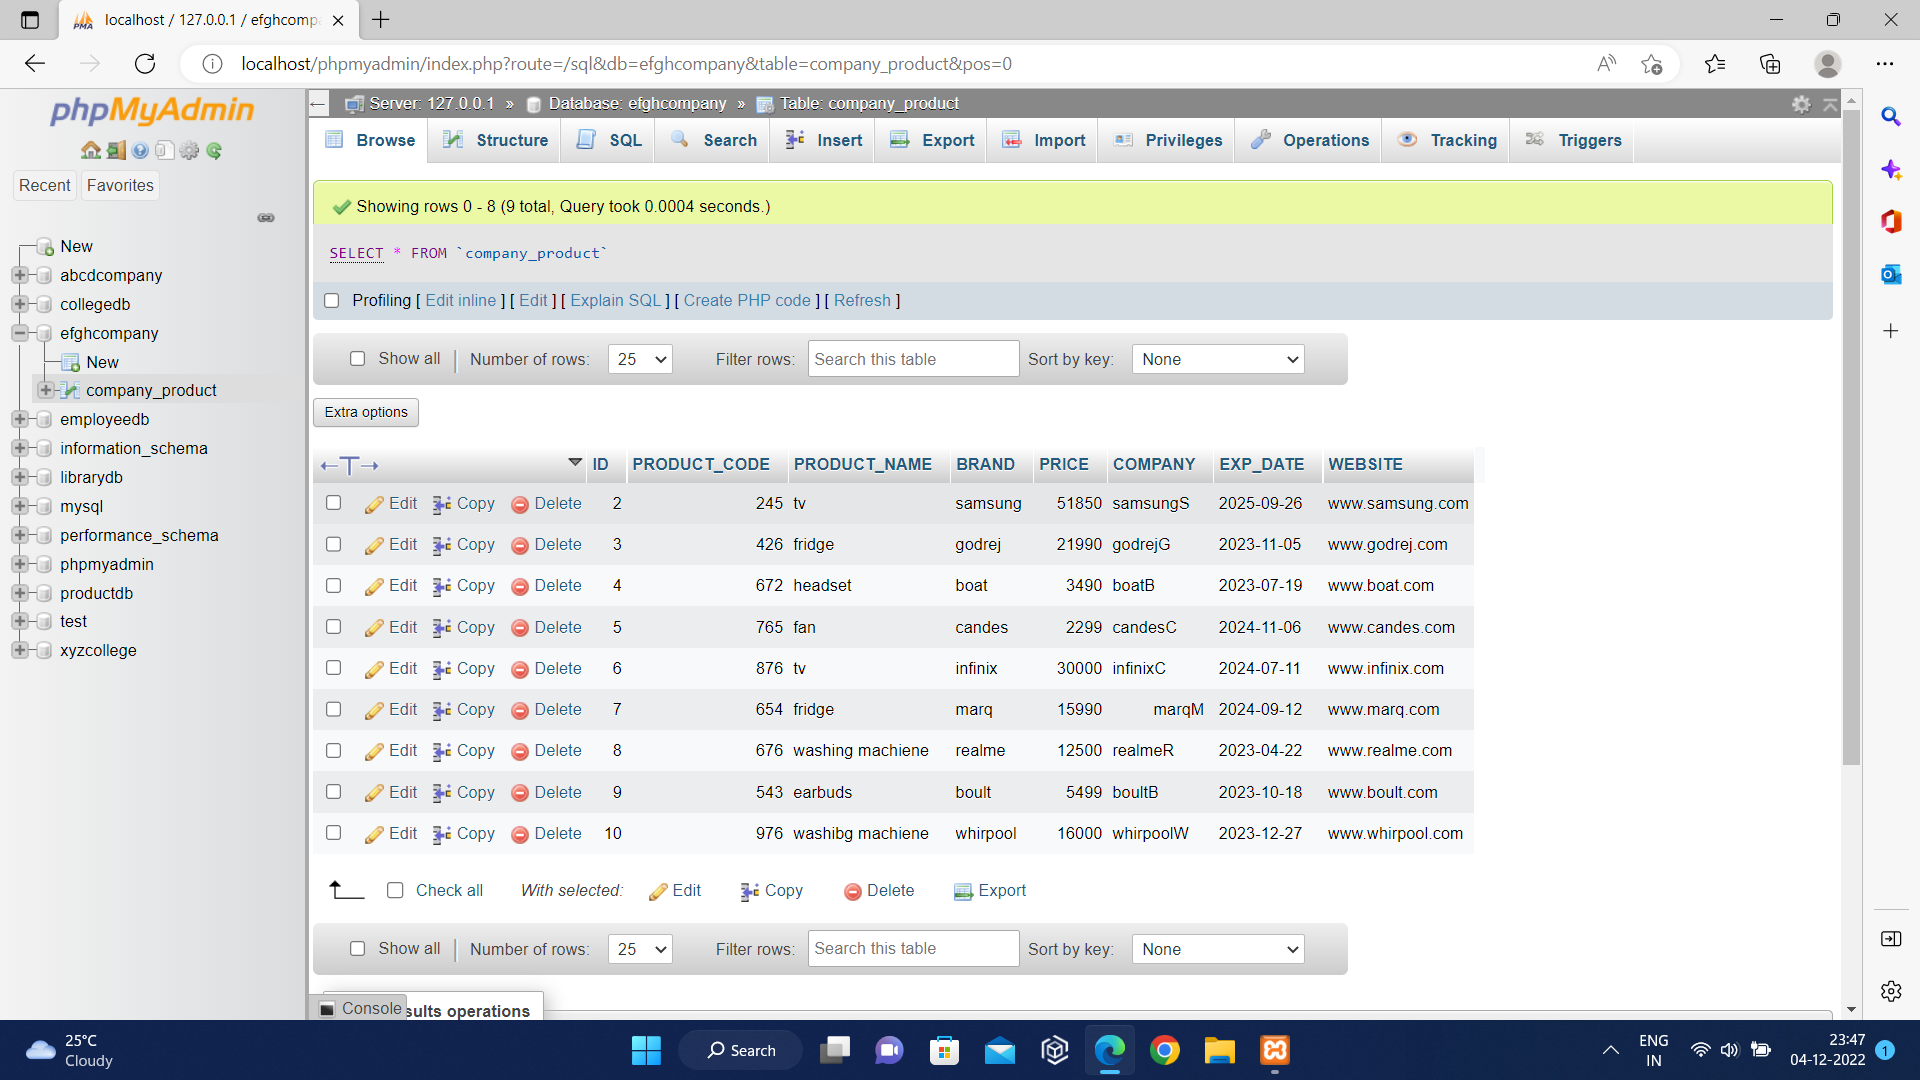 localhost / 127.0.0.1 / efghcomp
localhost/phpmyadmin/index.php?route=/sql&db=efghcompany&table=company_product&pos=0
phpMyAdmin
Recent Favorites
New
abcdcompany
collegedb
efghcompany
New
company_product
employeedb
information_schema
librarydb
mysql
performance_schema
phpmyadmin
productdb
test
xyzcollege
Server: 127.0.0.1 » Database: efghcompany » Table: company_product
Browse Structure SQL Search Insert Export Import Privileges Operations Tracking Triggers
Showing rows 0 - 8 (9 total, Query took 0.0004 seconds.)
SELECT * FROM `company_product`
Profiling [ Edit inline ] [ Edit ] [ Explain SQL ] [ Create PHP code ] [ Refresh ]
Show all Number of rows: 25 Filter rows: Search this table Sort by key: None
Extra options
ID PRODUCT_CODE PRODUCT_NAME BRAND PRICE COMPANY EXP_DATE WEBSITE
Edit Copy Delete 2 245 tv samsung 51850 samsungS 2025-09-26 www.samsung.com
Edit Copy Delete 3 426 fridge godrej 21990 godrejG 2023-11-05 www.godrej.com
Edit Copy Delete 4 672 headset boat 3490 boatB 2023-07-19 www.boat.com
Edit Copy Delete 5 765 fan candes 2299 candesC 2024-11-06 www.candes.com
Edit Copy Delete 6 876 tv infinix 30000 infinixC 2024-07-11 www.infinix.com
Edit Copy Delete 7 654 fridge marq 15990 marqM 2024-09-12 www.marq.com
Edit Copy Delete 8 676 washing machiene realme 12500 realmeR 2023-04-22 www.realme.com
Edit Copy Delete 9 543 earbuds boult 5499 boultB 2023-10-18 www.boult.com
Edit Copy Delete 10 976 washibg machiene whirpool 16000 whirpoolW 2023-12-27 www.whirpool.com
Check all With selected: Edit Copy Delete Export
Show all Number of rows: 25 Filter rows: Search this table Sort by key: None
Console sults operations
25°C
Cloudy
Search
ENG
IN
23:47
04-12-2022
1